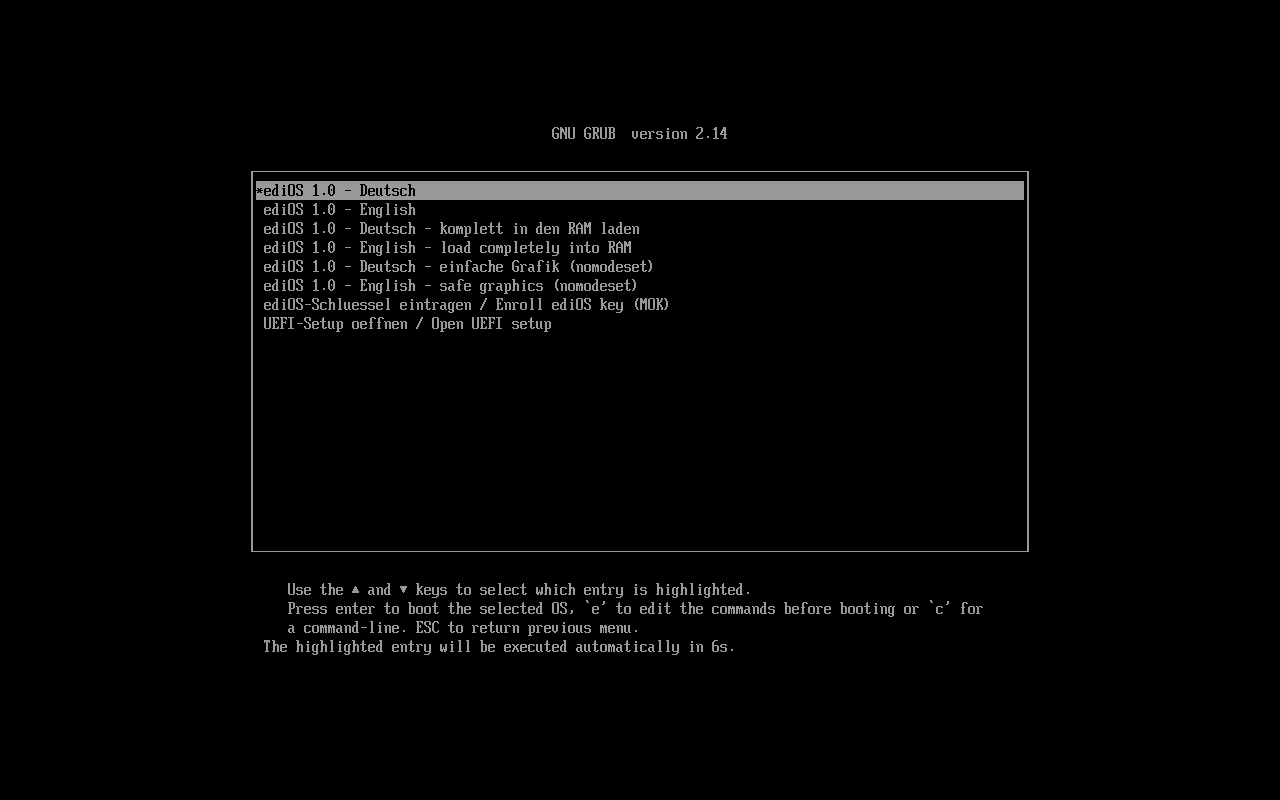 GNU GRUB  version 2.14
*ediOS 1.0 - Deutsch
ediOS 1.0 - English
ediOS 1.0 - Deutsch - komplett in den RAM laden
ediOS 1.0 - English - load completely into RAM
ediOS 1.0 - Deutsch - einfache Grafik (nomodeset)
ediOS 1.0 - English - safe graphics (nomodeset)
ediOS-Schluessel eintragen / Enroll ediOS key (MOK)
UEFI-Setup oeffnen / Open UEFI setup
Use the ▲ and ▼ keys to select which entry is highlighted.
Press enter to boot the selected OS, `e' to edit the commands before booting or `c' for
a command-line. ESC to return previous menu.
The highlighted entry will be executed automatically in 6s.